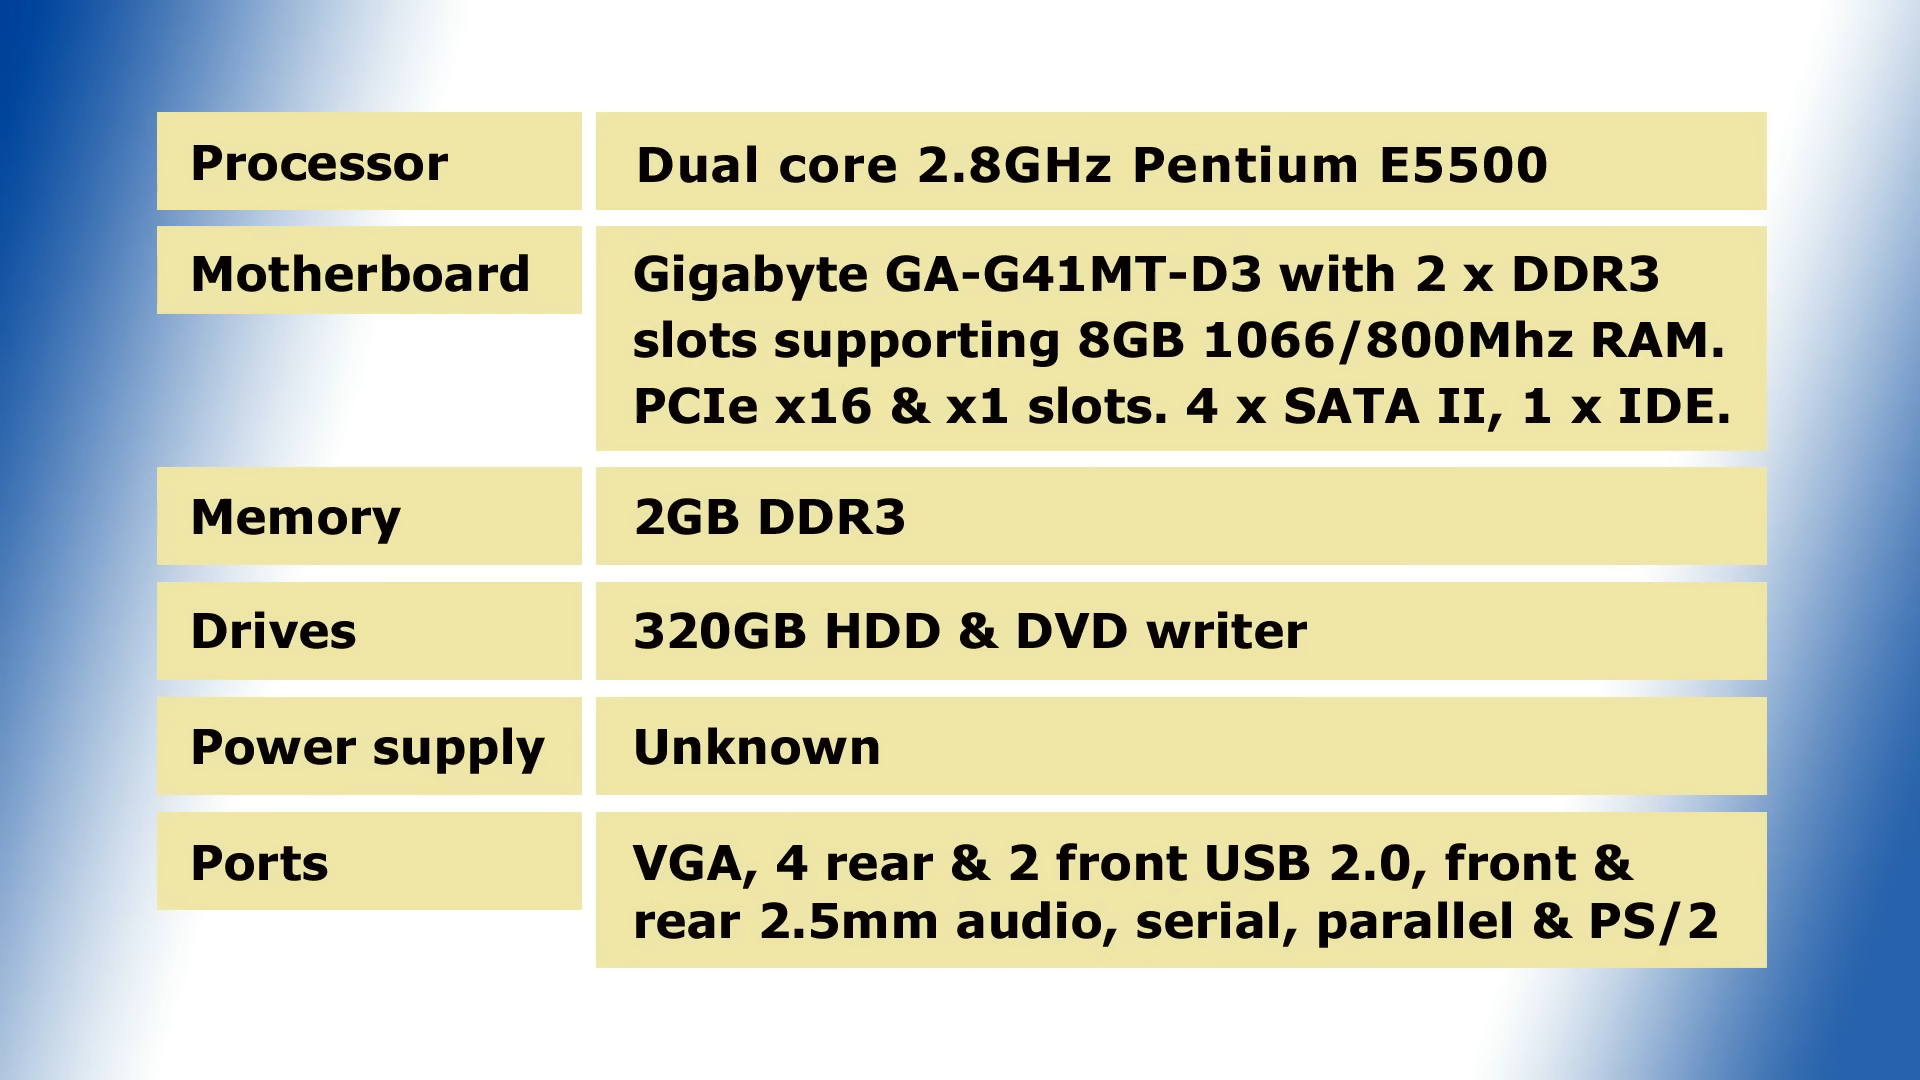 Processor
Dual core 2.8GHz Pentium E5500
Motherboard
Gigabyte GA-G41MT-D3 with 2 x DDR3
slots supporting 8GB 1066/800Mhz RAM.
PCIe x16 & x1 slots. 4 x SATA II, 1 x IDE.
Memory
2GB DDR3
Drives
320GB HDD & DVD writer
Power supply
Unknown
Ports
VGA, 4 rear & 2 front USB 2.0, front &
rear 2.5mm audio, serial, parallel & PS/2